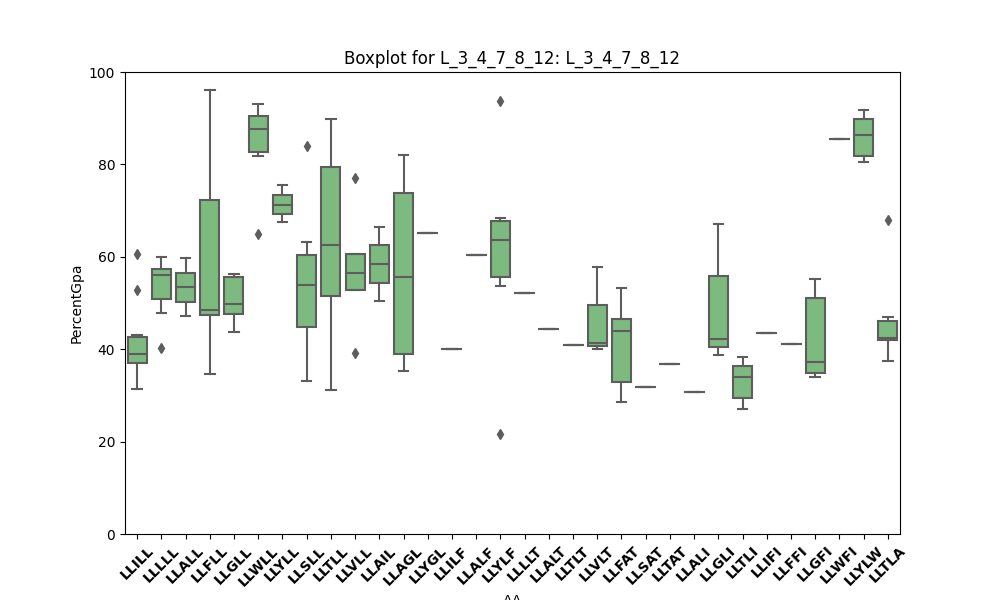 Boxplot for L_3_4_7_8_12: L_3_4_7_8_12
PercentGpa
100
80
60
40
20
0
LLILL LLLLL LLALL LLFLL LLGLL LLWLL LLYLL LLSLL LLTLL LLVLL LLAIL LLAGL LLYGL LLILF LLALF LLYLF LLLLT LLALT LLTLT LLVLT LLFAT LLSAT LLTAT LLALI LLGLI LLTLI LLIFI LLFFI LLGFI LLWFI LLYLW LLTLA
AA